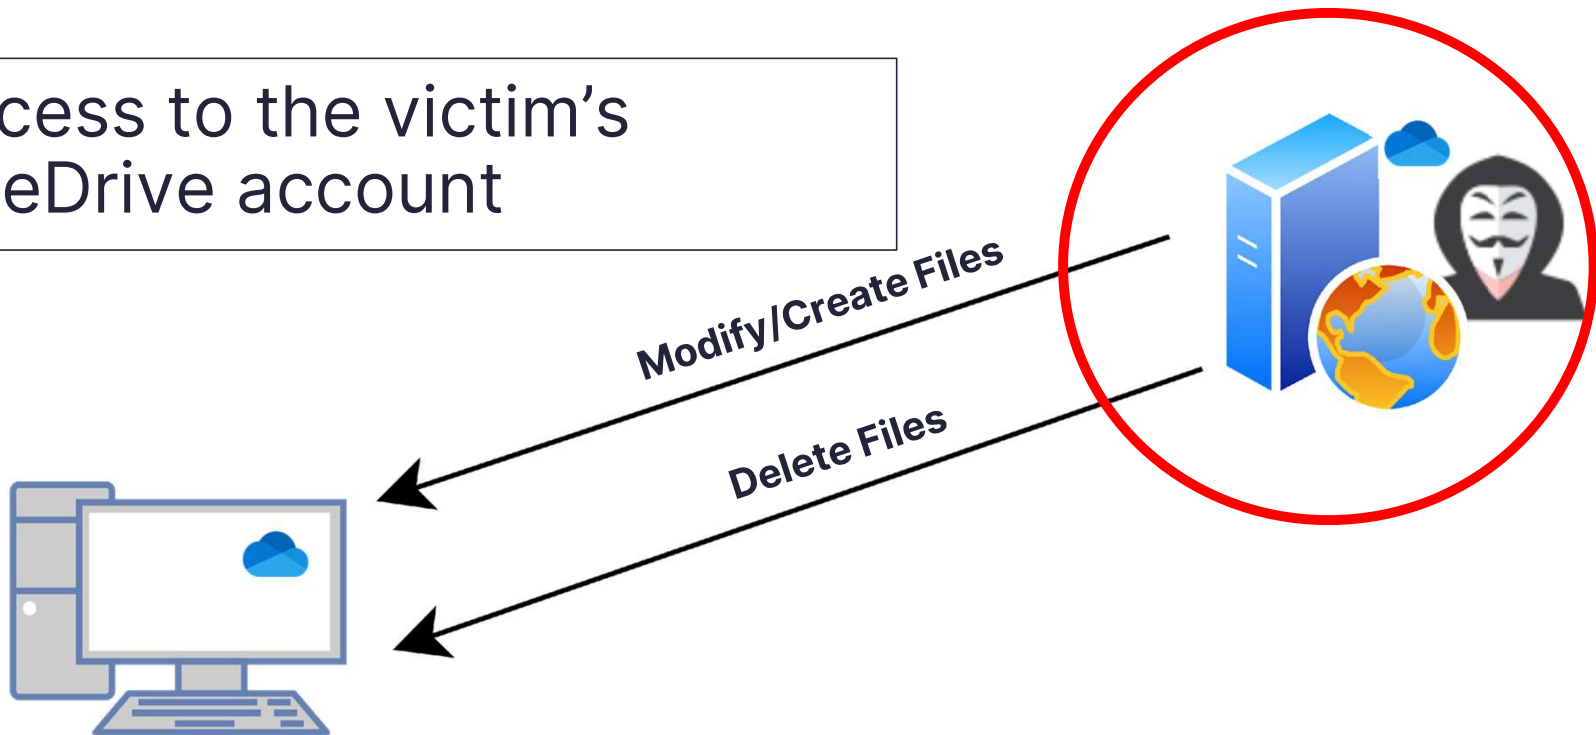 cess to the victim’s
eDrive account
Modify/Create Files
Delete Files